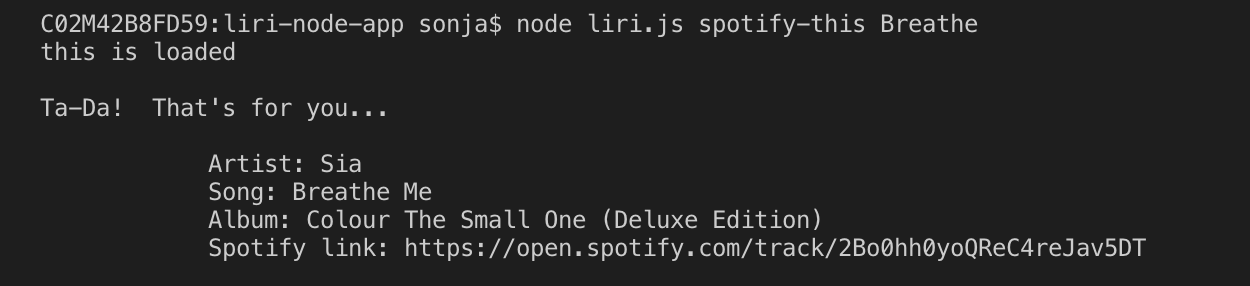 C02M42B8FD59:liri-node-app sonja$ node liri.js spotify-this Breathe
this is loaded
Ta-Da!  That's for you...
Artist: Sia
Song: Breathe Me
Album: Colour The Small One (Deluxe Edition)
Spotify link: https://open.spotify.com/track/2Bo0hh0yoQReC4reJav5DT